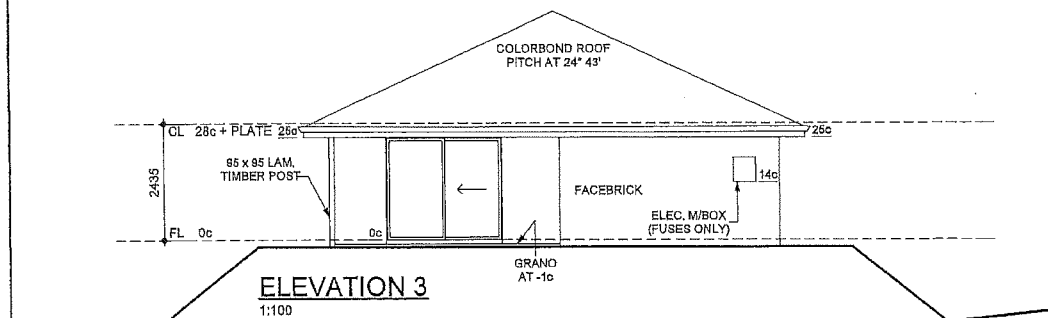 COLORBOND ROOF
PITCH AT 24° 43'
CL 28c + PLATE 25c
25c
2435
95 x 95 LAM.
TIMBER POST
FACEBRICK
14c
ELEC. M/BOX
(FUSES ONLY)
FL 0c
0c
GRANO
AT -1c
ELEVATION 3
1:100